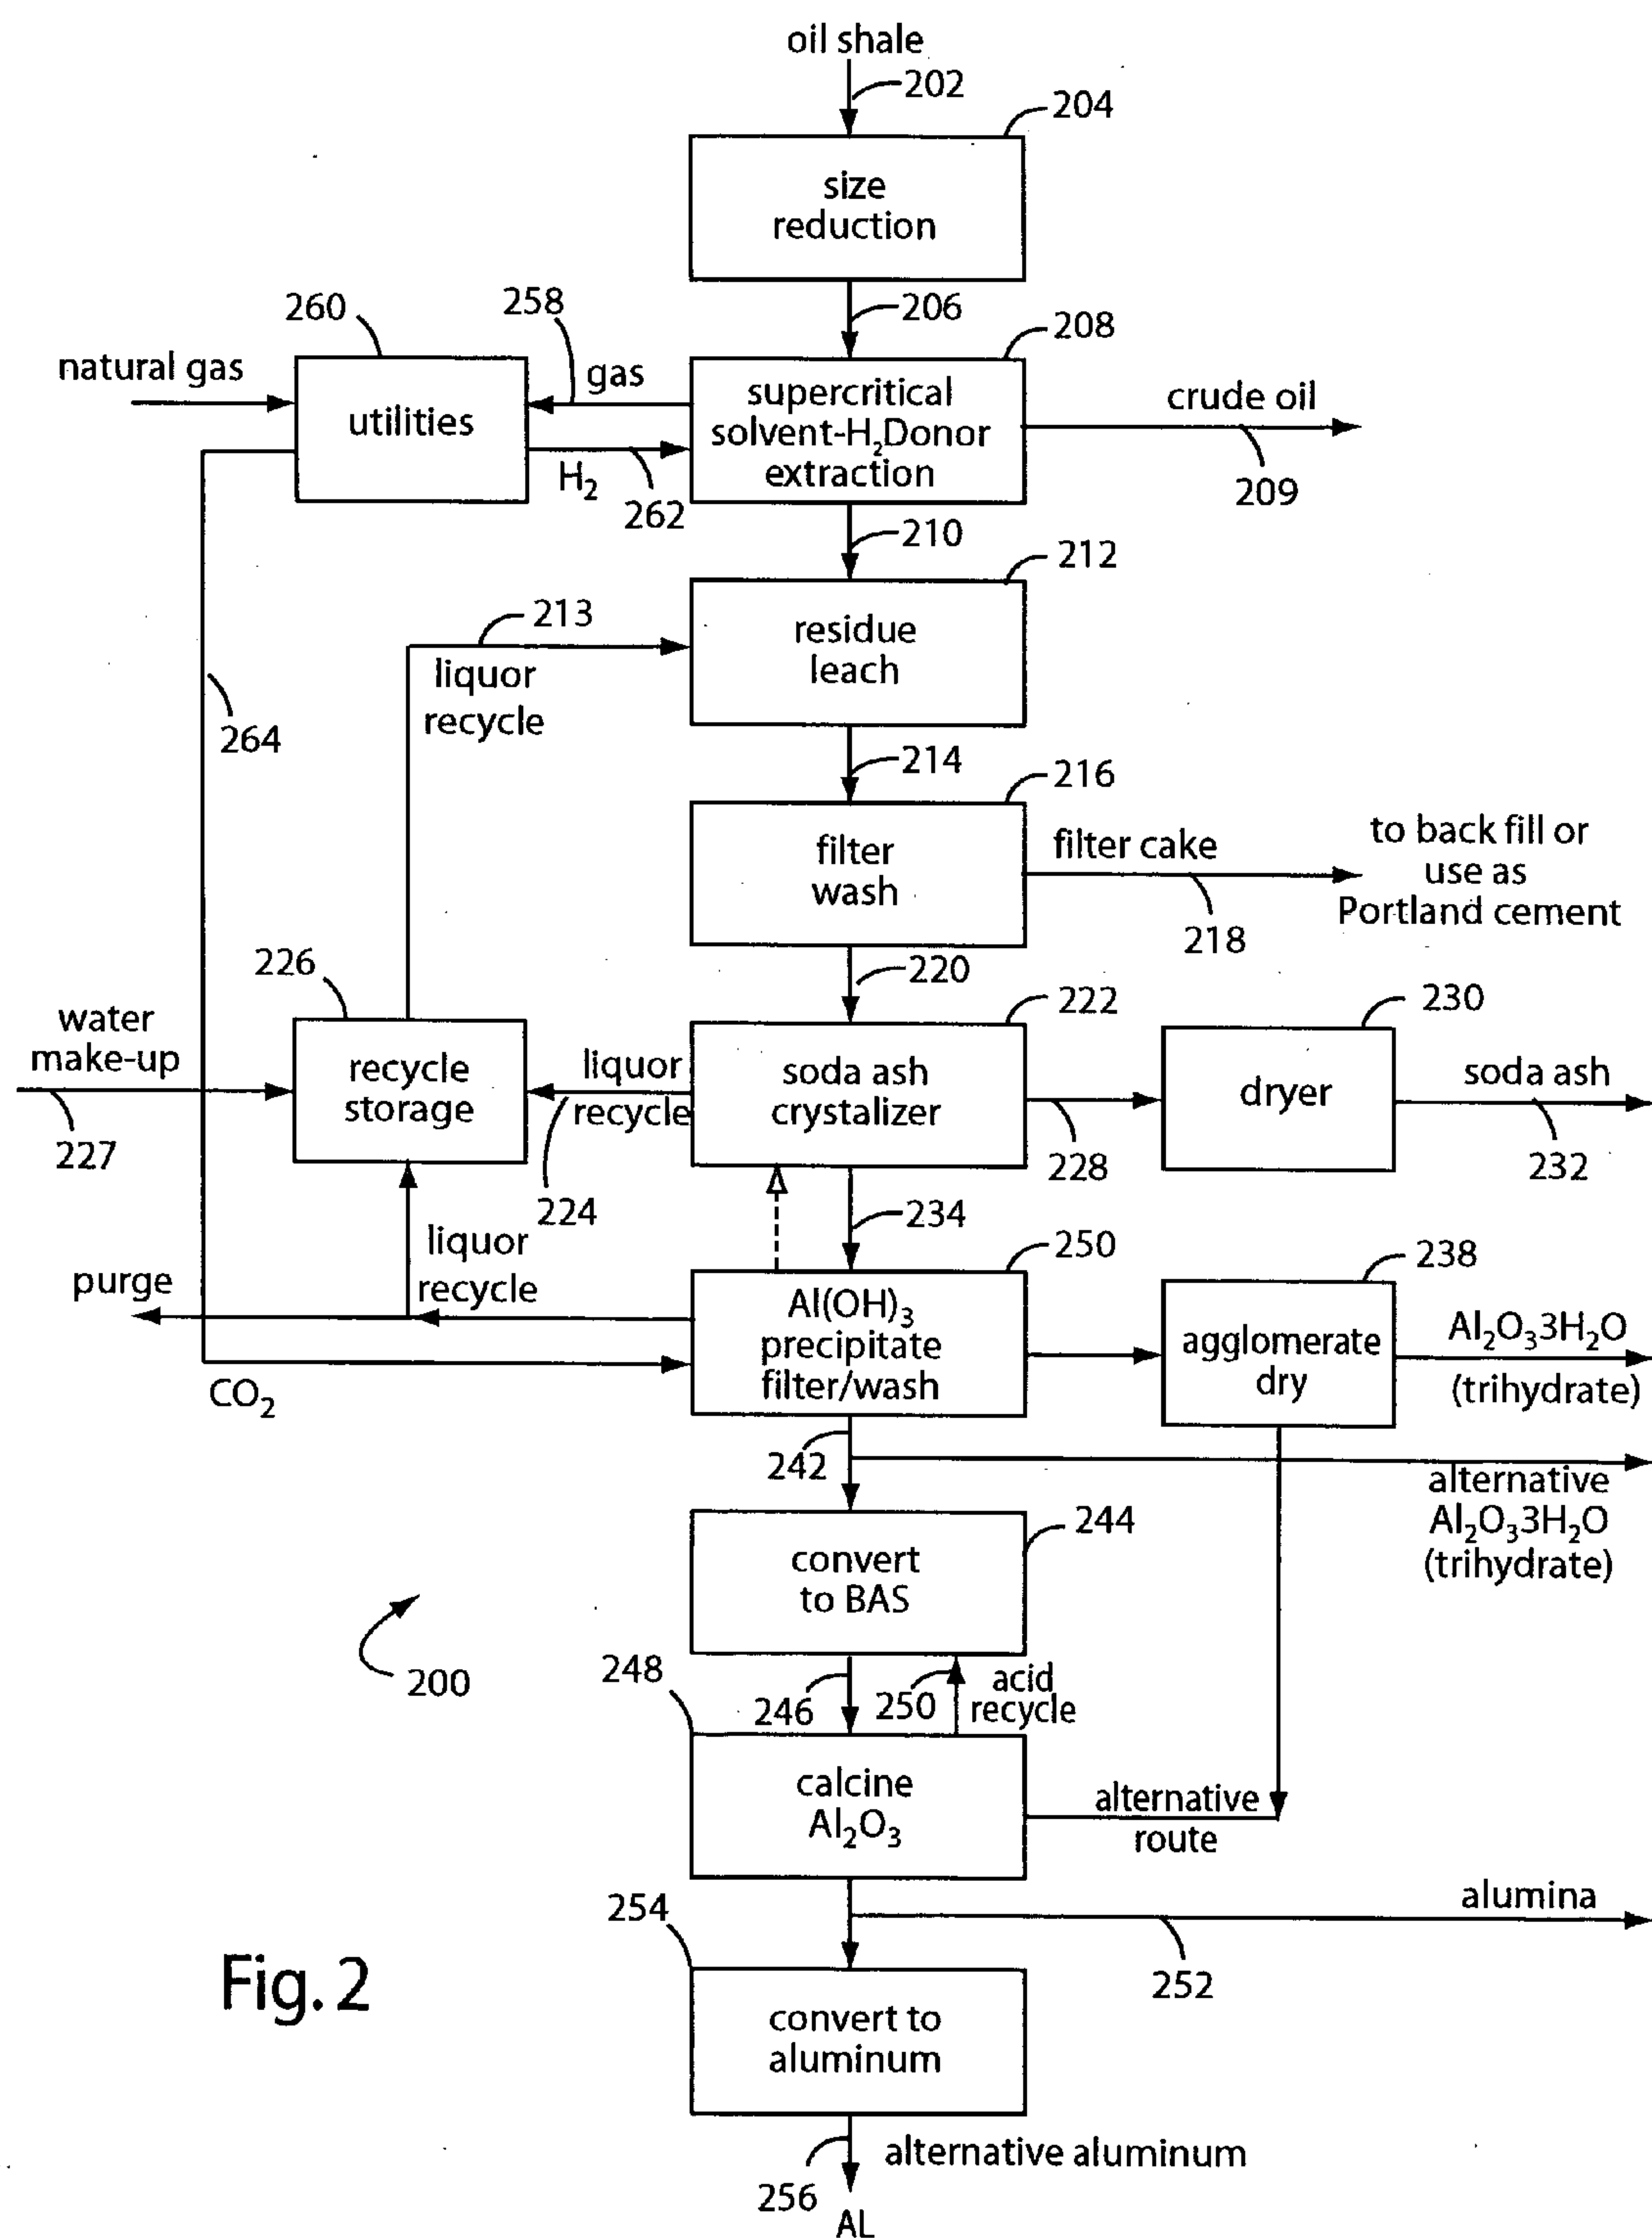 oil shale
202
204
size
reduction
206
208
260
258
natural gas
utilities
gas
H₂
262
supercritical
solvent-H₂Donor
extraction
crude oil
209
210
212
213
liquor
recycle
residue
leach
264
214
216
filter
wash
filter cake
218
to back fill or
use as
Portland cement
220
222
226
230
water
make-up
227
recycle
storage
liquor
recycle
224
soda ash
crystalizer
228
dryer
soda ash
232
234
250
238
purge
liquor
recycle
CO₂
Al(OH)₃
precipitate
filter/wash
agglomerate
dry
Al₂O₃3H₂O
(trihydrate)
242
alternative
Al₂O₃3H₂O
(trihydrate)
244
convert
to BAS
200
248
246
250
acid
recycle
calcine
Al₂O₃
alternative
route
254
alumina
252
Fig. 2
convert to
aluminum
256
alternative aluminum
AL